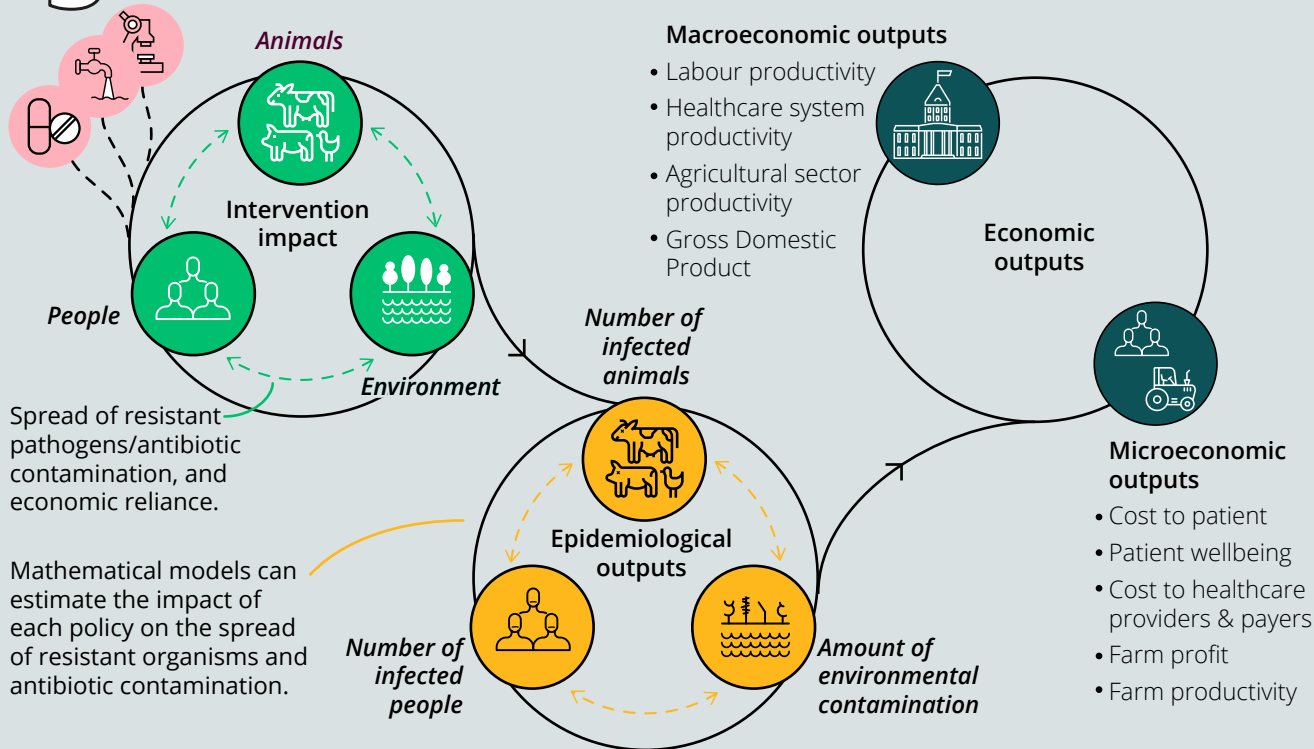 Animals
Intervention
impact
People
Environment
Spread of resistant
pathogens/antibiotic
contamination, and
economic reliance.
Mathematical models can
estimate the impact of
each policy on the spread
of resistant organisms and
antibiotic contamination.
Number of
infected
animals
Epidemiological
outputs
Number of
infected
people
Amount of
environmental
contamination
Macroeconomic outputs
• Labour productivity
• Healthcare system
productivity
• Agricultural sector
productivity
• Gross Domestic
Product
Economic
outputs
Microeconomic
outputs
• Cost to patient
• Patient wellbeing
• Cost to healthcare
providers & payers
• Farm profit
• Farm productivity